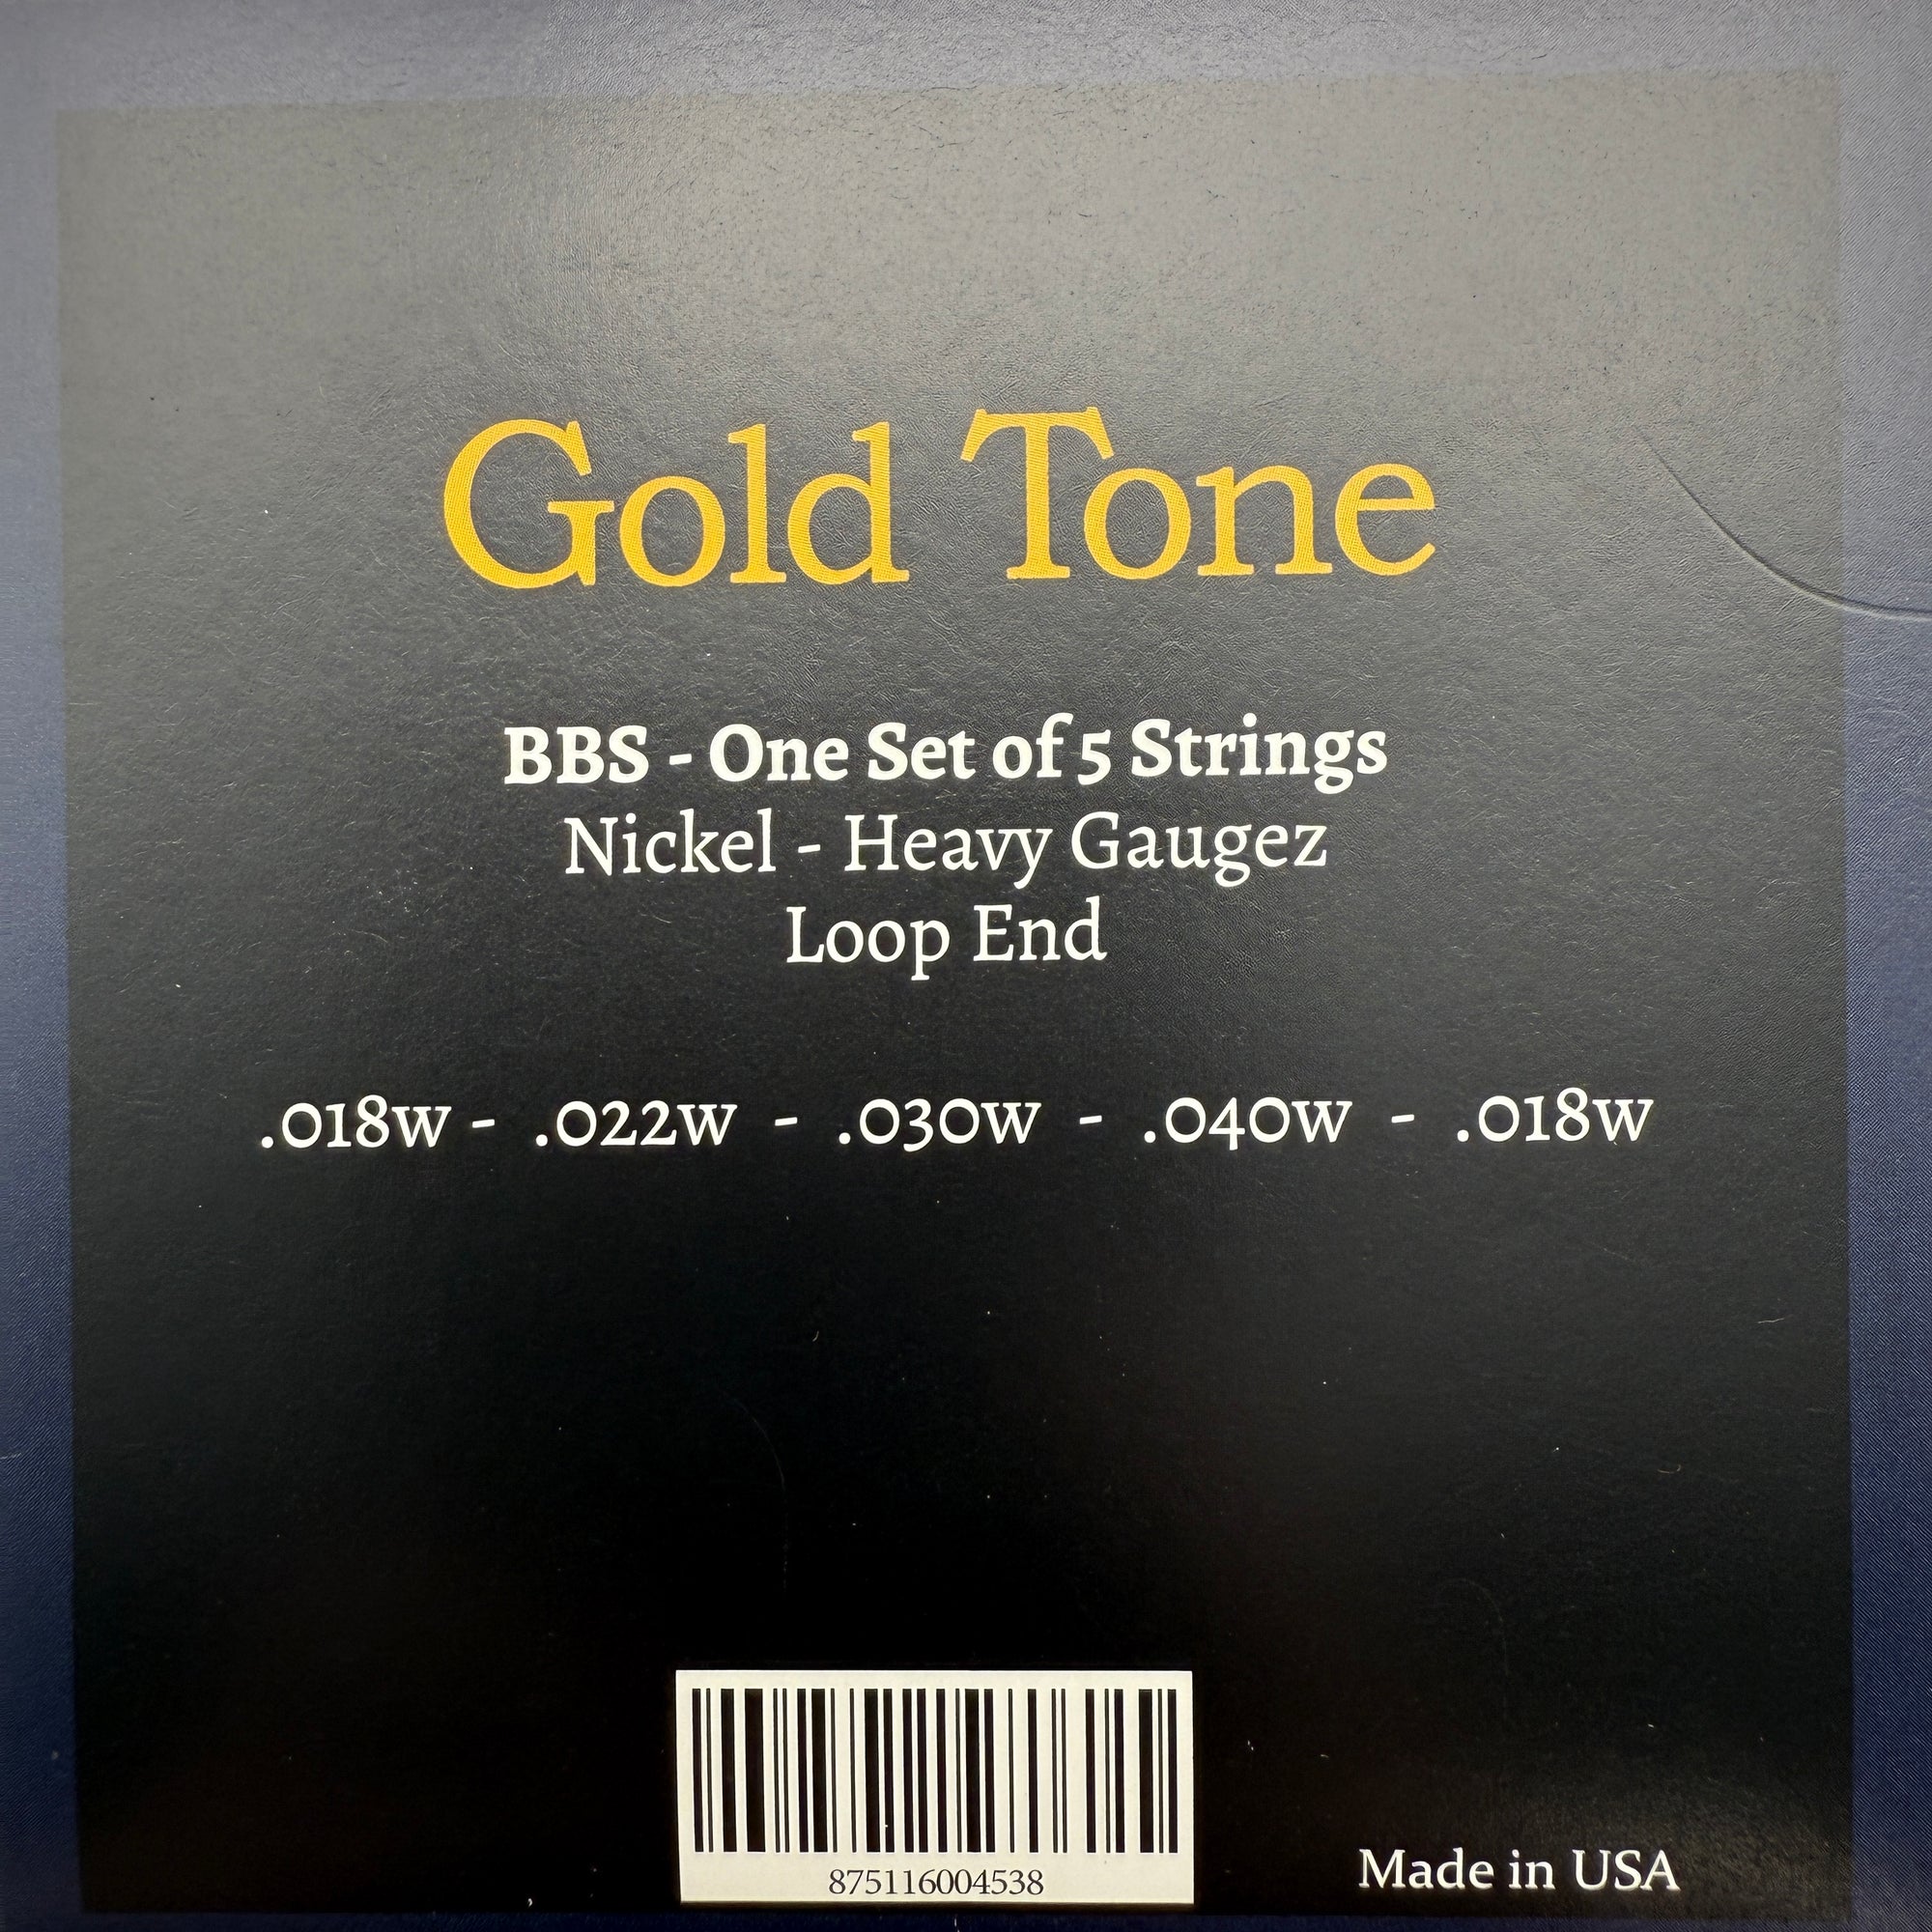 Gold Tone
BBS - One Set of 5 Strings
Nickel - Heavy Gaugez
Loop End
.018w - .022w - .030w - .040w - .018w
875116004538
Made in USA